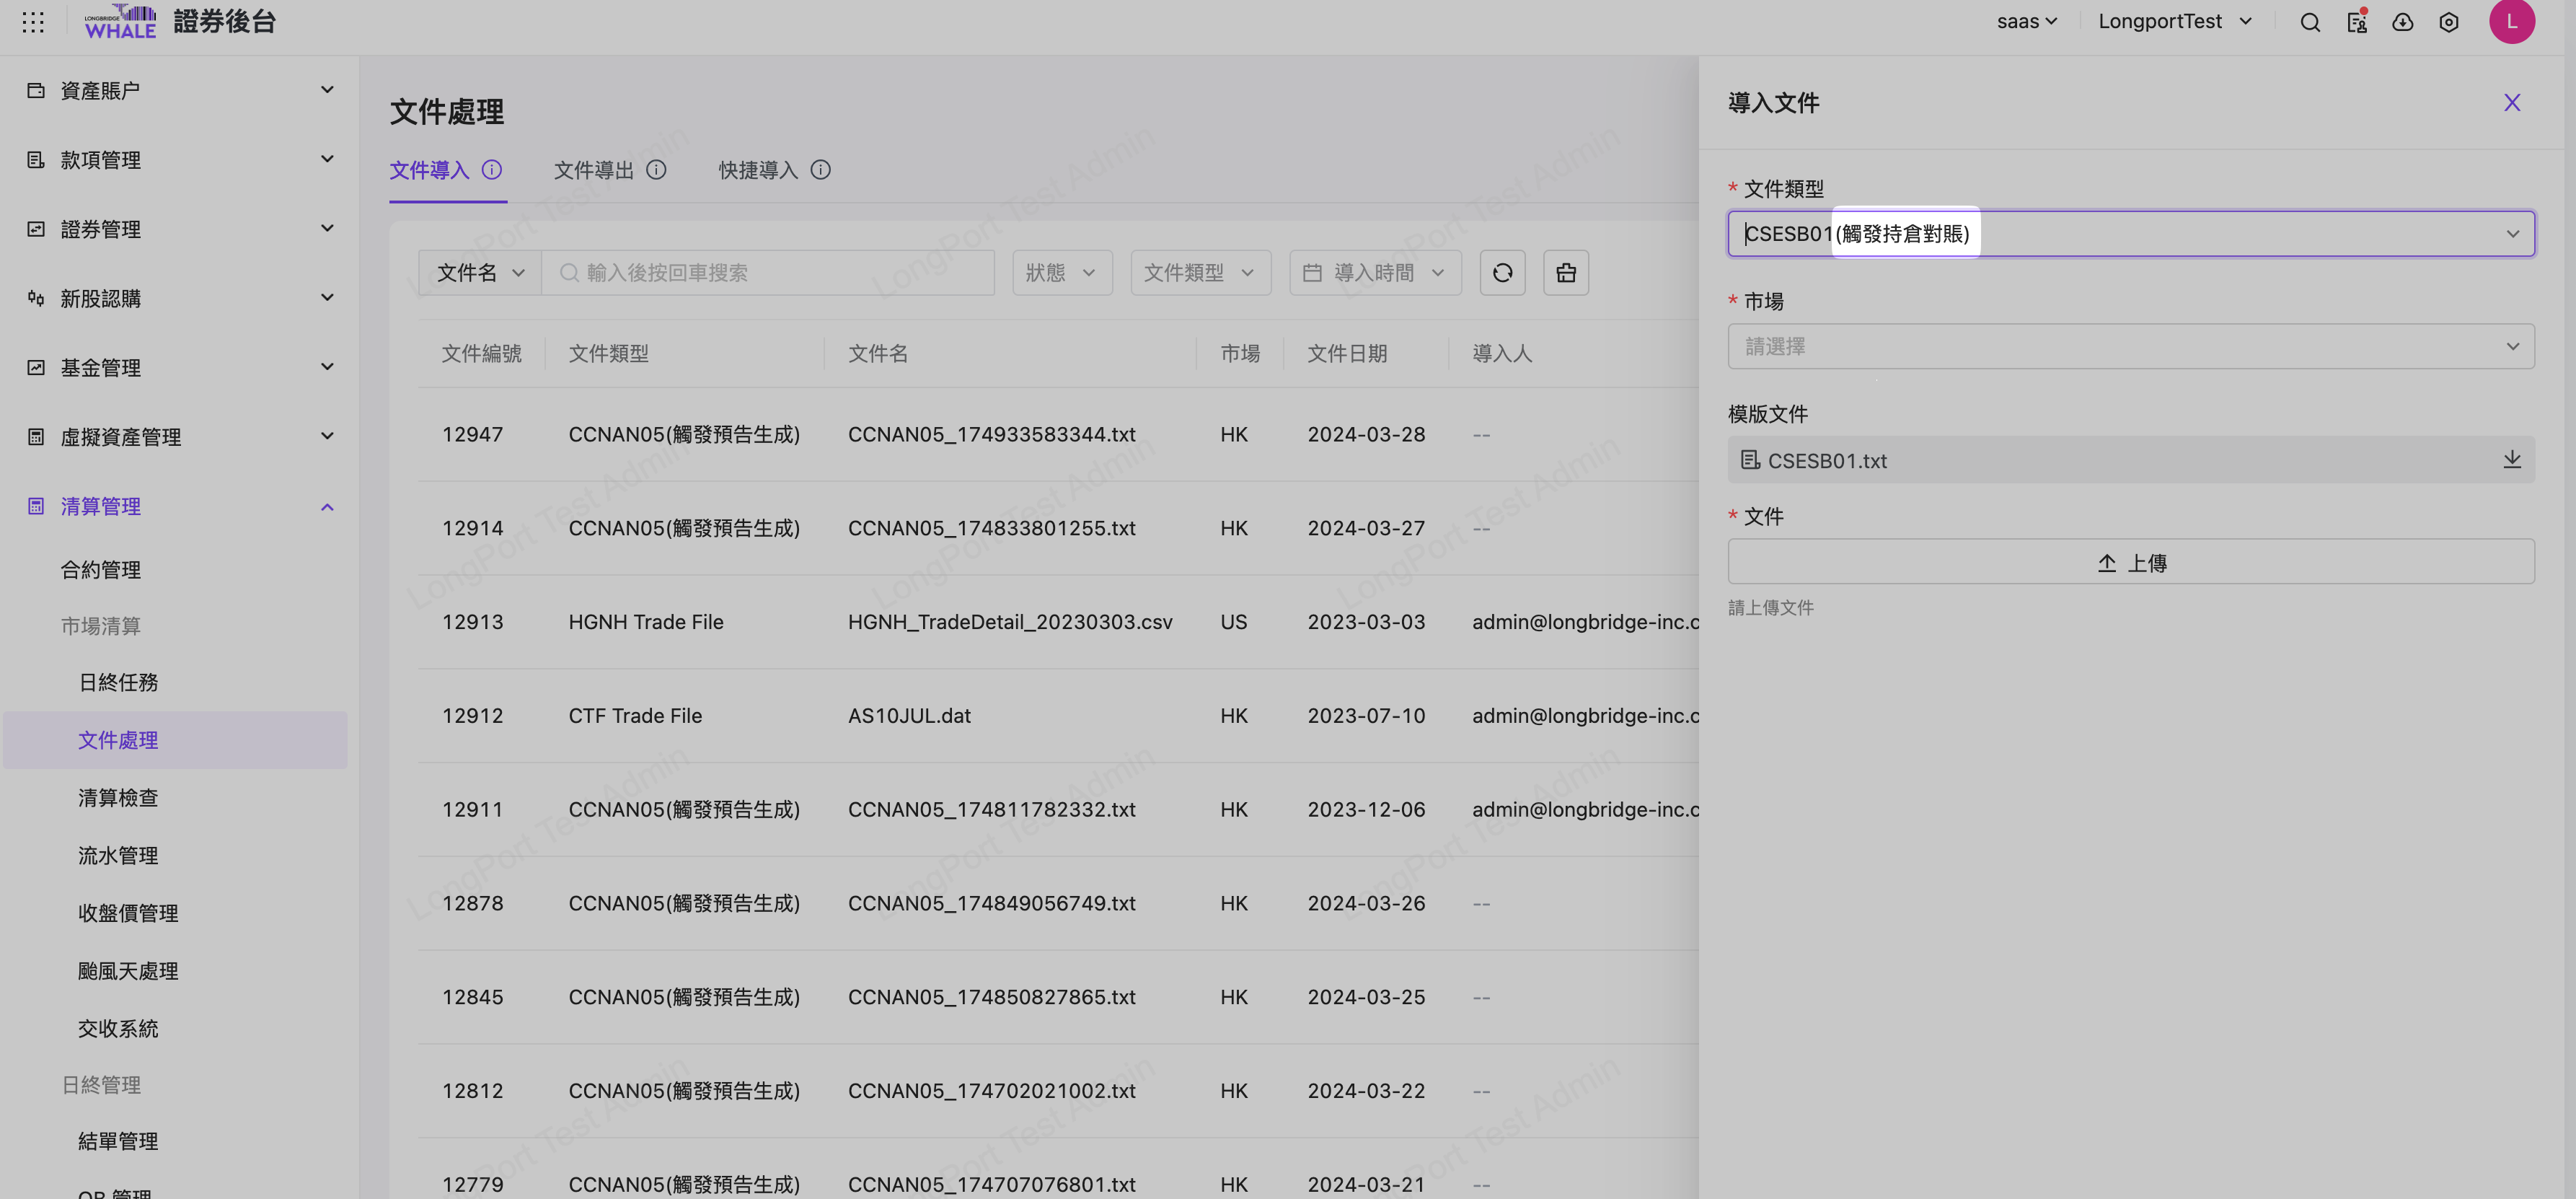 LONGBRIDGE
WHALE
證券後台
saas
LongportTest
L
資產賬户
款項管理
證券管理
新股認購
基金管理
虛擬資產管理
清算管理
合約管理
市場清算
日終任務
文件處理
清算檢查
流水管理
收盤價管理
颱風天處理
交收系統
日終管理
結單管理
文件處理
文件導入
文件導出
快捷導入
文件名
輸入後按回車搜索
狀態
文件類型
導入時間
文件編號 文件類型 文件名 市場 文件日期 導入人
12947 CCNAN05(觸發預告生成) CCNAN05_174933583344.txt HK 2024-03-28 --
12914 CCNAN05(觸發預告生成) CCNAN05_174833801255.txt HK 2024-03-27 --
12913 HGNH Trade File HGNH_TradeDetail_20230303.csv US 2023-03-03 admin@longbridge-inc.c
12912 CTF Trade File AS10JUL.dat HK 2023-07-10 admin@longbridge-inc.c
12911 CCNAN05(觸發預告生成) CCNAN05_174811782332.txt HK 2023-12-06 admin@longbridge-inc.c
12878 CCNAN05(觸發預告生成) CCNAN05_174849056749.txt HK 2024-03-26 --
12845 CCNAN05(觸發預告生成) CCNAN05_174850827865.txt HK 2024-03-25 --
12812 CCNAN05(觸發預告生成) CCNAN05_174702021002.txt HK 2024-03-22 --
12779 CCNAN05(觸發預告生成) CCNAN05_174707076801.txt HK 2024-03-21 --
LongPort Test Admin
導入文件
* 文件類型
CSESB01(觸發持倉對賬)
* 市場
請選擇
模版文件
CSESB01.txt
* 文件
上傳
請上傳文件